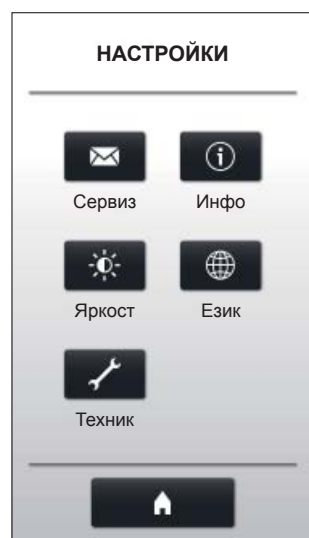 НАСТРОЙКИ
Сервиз
Инфо
Яркост
Език
Техник